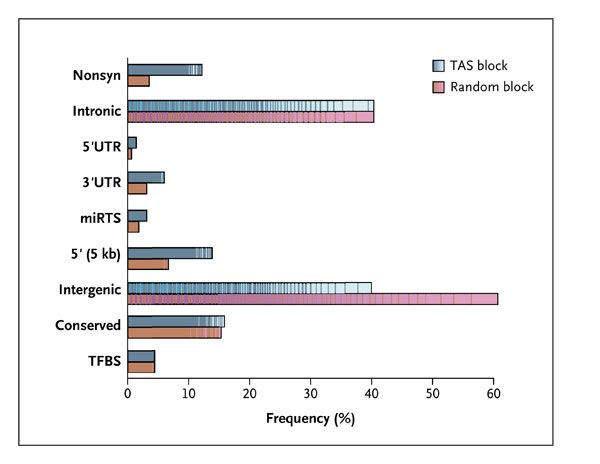 TAS block
Random block
Nonsyn
Intronic
5′UTR
3′UTR
miRTS
5′ (5 kb)
Intergenic
Conserved
TFBS
0 10 20 30 40 50 60
Frequency (%)